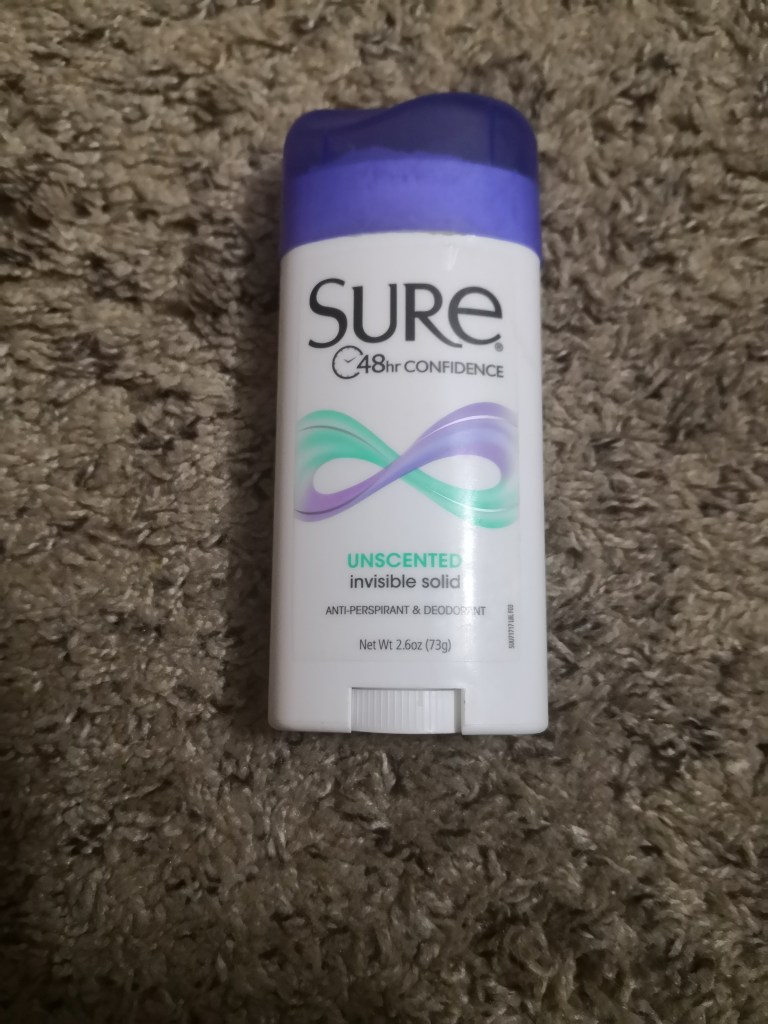 SURe®
48hr CONFIDENCE
UNSCENTED
invisible solid
ANTI-PERSPIRANT & DEODORANT
Net Wt 2.6oz (73g)